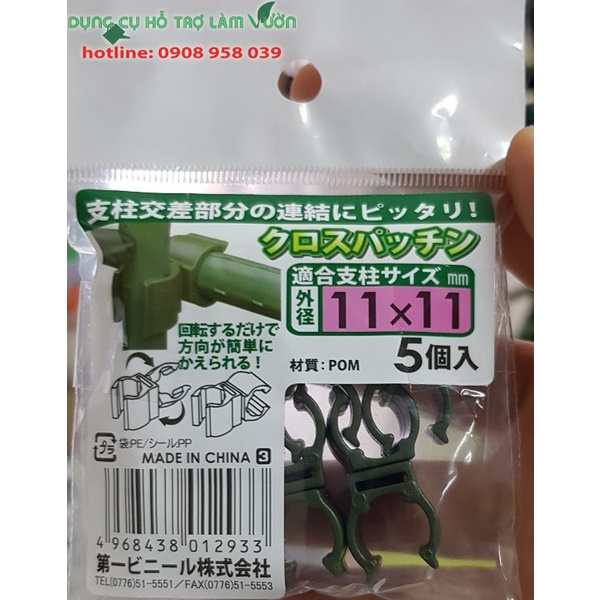 DỤNG CỤ HỖ TRỢ LÀM VƯỜN
hotline: 0908 958 039
支柱交差部分の連結にピッタリ!
クロスパッチン
適合支柱サイズ mm
外径 11×11
回転するだけで
方向が簡単に
かえられる!
材質:POM
5個入
プラ 袋:PE/シール:PP
MADE IN CHINA 3
4 968438 012933
第一ビニール株式会社
TEL(0776)51-5551/FAX(0776)51-5553